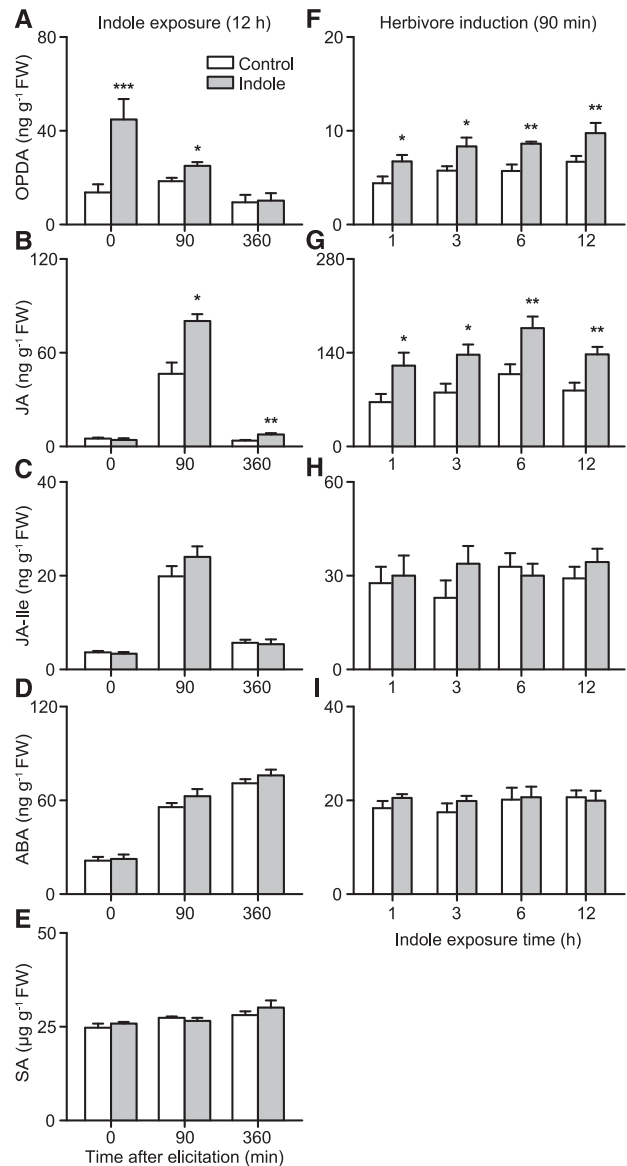 A Indole exposure (12 h)
80
40
0
OPDA (ng g⁻¹ FW)
Control
Indole
***
*
0 90 360
B
120
60
0
JA (ng g⁻¹ FW)
*
**
0 90 360
C
40
20
0
JA-Ile (ng g⁻¹ FW)
0 90 360
D
120
60
0
ABA (ng g⁻¹ FW)
0 90 360
E
50
25
0
SA (µg g⁻¹ FW)
0 90 360
Time after elicitation (min)
F Herbivore induction (90 min)
20
10
0
* * ** **
1 3 6 12
G
280
140
0
* * ** **
1 3 6 12
H
60
30
0
1 3 6 12
I
40
20
0
1 3 6 12
Indole exposure time (h)